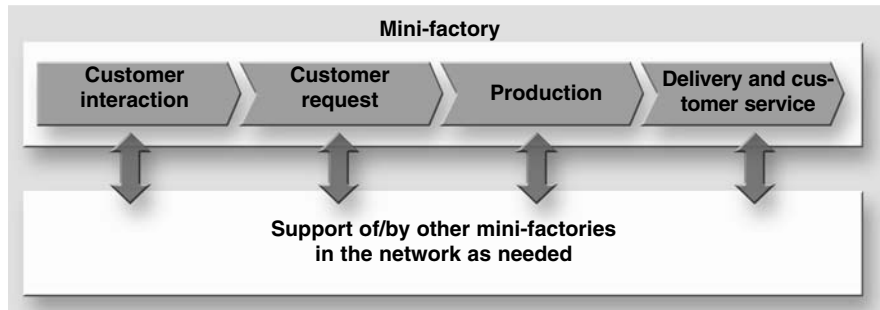 Mini-factory
Customer
interaction
Customer
request
Production
Delivery and cus-
tomer service
Support of/by other mini-factories
in the network as needed